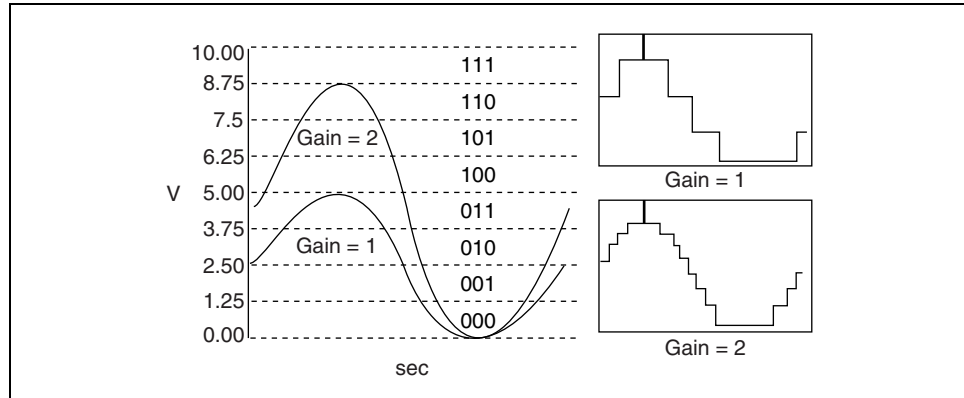 10.00
8.75
7.5
6.25
5.00
3.75
2.50
1.25
0.00
V
sec
111
110
101
100
011
010
001
000
Gain = 2
Gain = 1
Gain = 1
Gain = 2